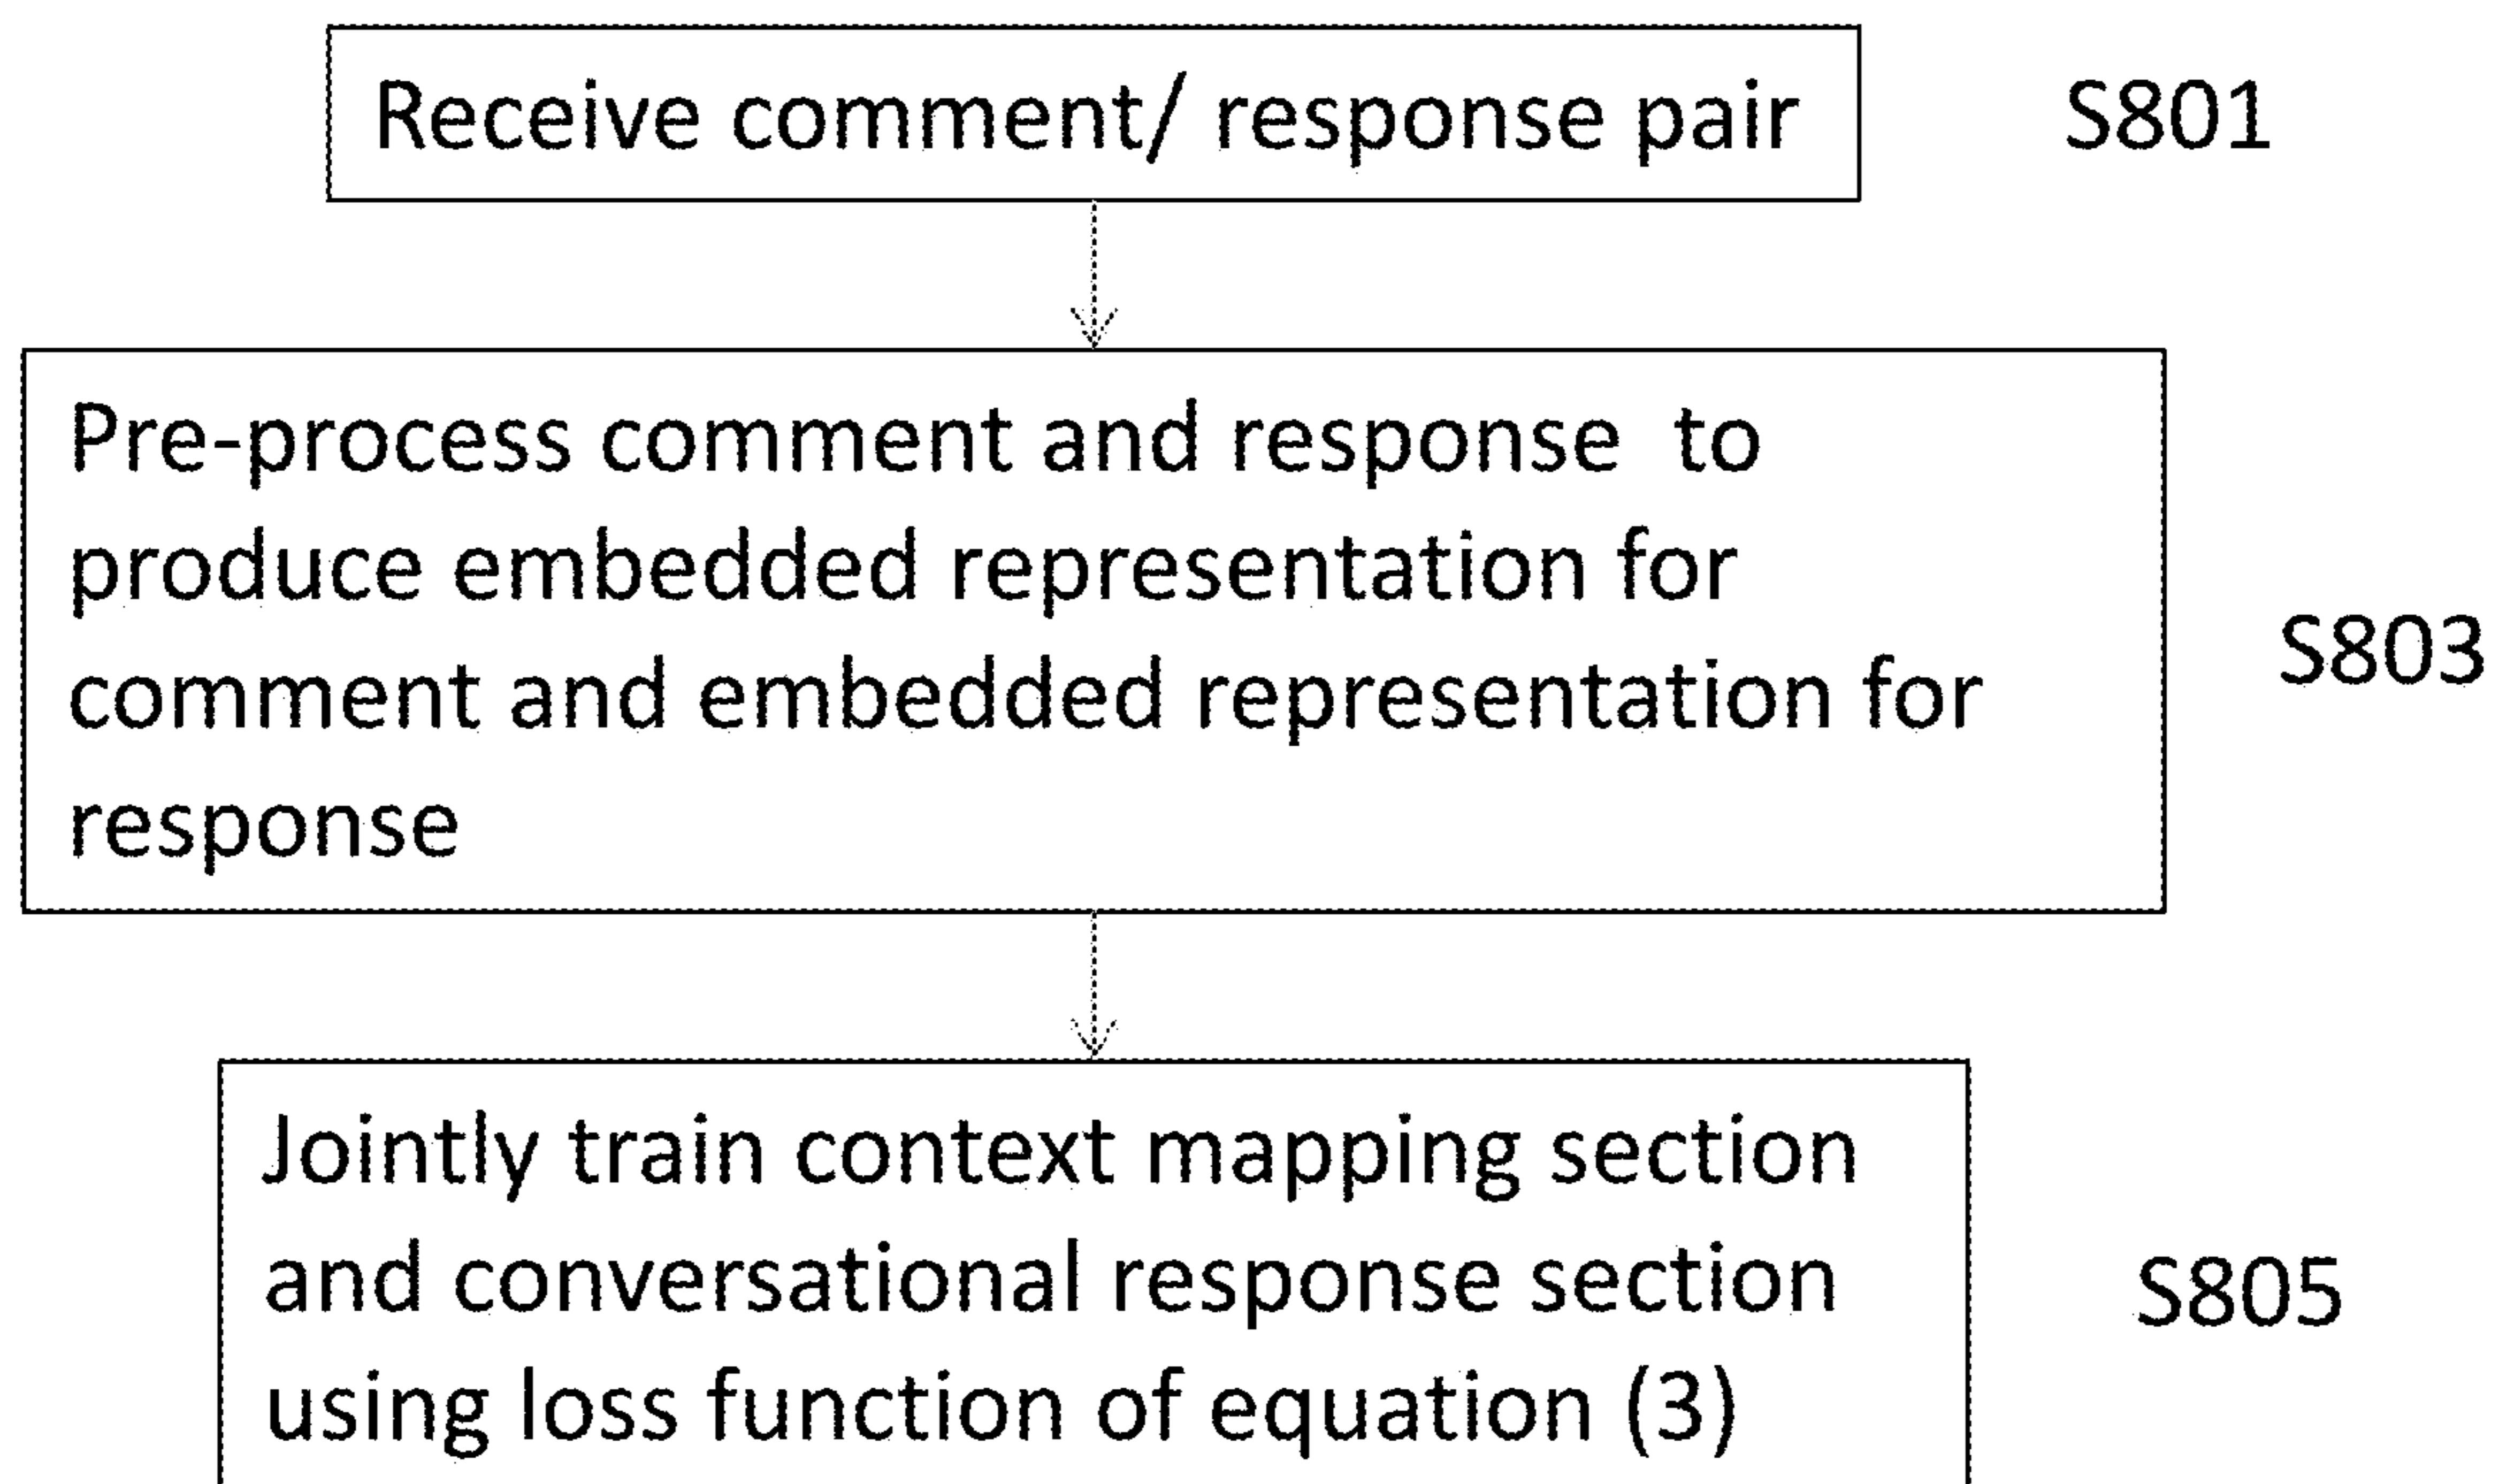 Receive comment/ response pair
S801
Pre-process comment and response to
produce embedded representation for
comment and embedded representation for
response
S803
Jointly train context mapping section
and conversational response section
using loss function of equation (3)
S805